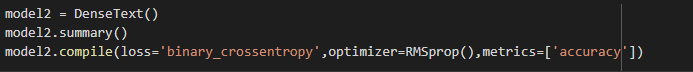 model2 = DenseText()
model2.summary()
model2.compile(loss='binary_crossentropy',optimizer=RMSprop(),metrics=['accuracy'])